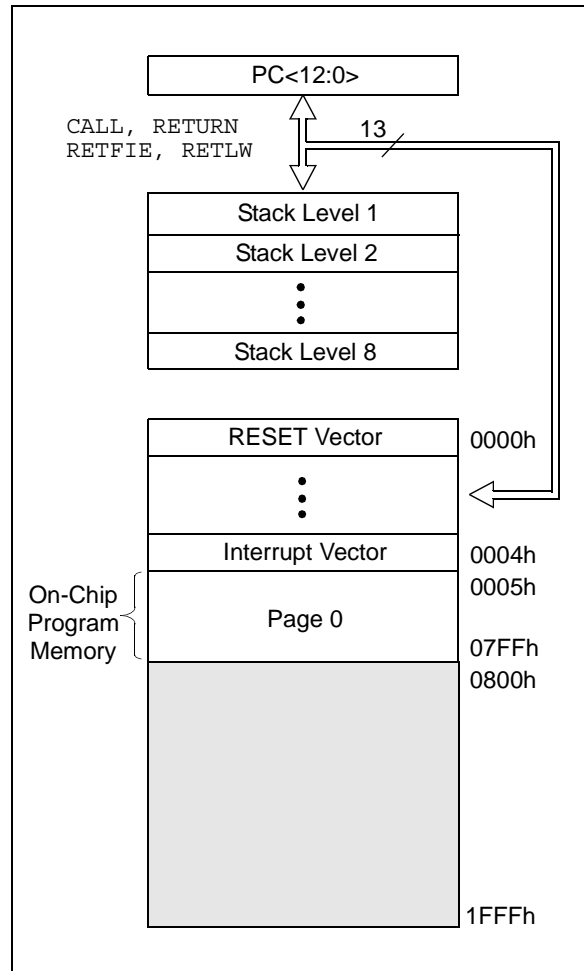 PC<12:0>
CALL, RETURN
RETFIE, RETLW
13
Stack Level 1
Stack Level 2
Stack Level 8
RESET Vector
0000h
Interrupt Vector
0004h
0005h
On-Chip
Program
Memory
Page 0
07FFh
0800h
1FFFh